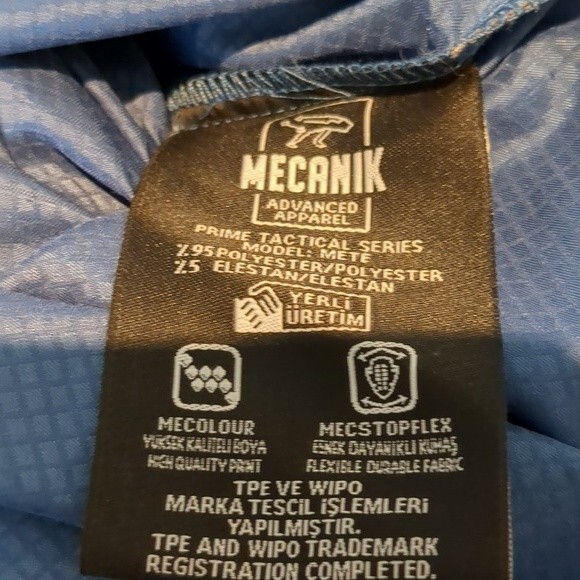 MECANIK
ADVANCED
APPAREL
PRIME TACTICAL SERIES
MODEL: METE
%95 POLYESTER/POLYESTER
%5 ELESTAN/ELESTAN
YERLİ
ÜRETİM
MECOLOUR
YÜKSEK KALİTELİ BOYA
HIGH QUALITY PRINT
MECSTOPFLEX
ESNEK DAYANIKLI KUMAŞ
FLEXIBLE DURABLE FABRIC
TPE VE WIPO
MARKA TESCİL İŞLEMLERİ
YAPILMIŞTIR.
TPE AND WIPO TRADEMARK
REGISTRATION COMPLETED.